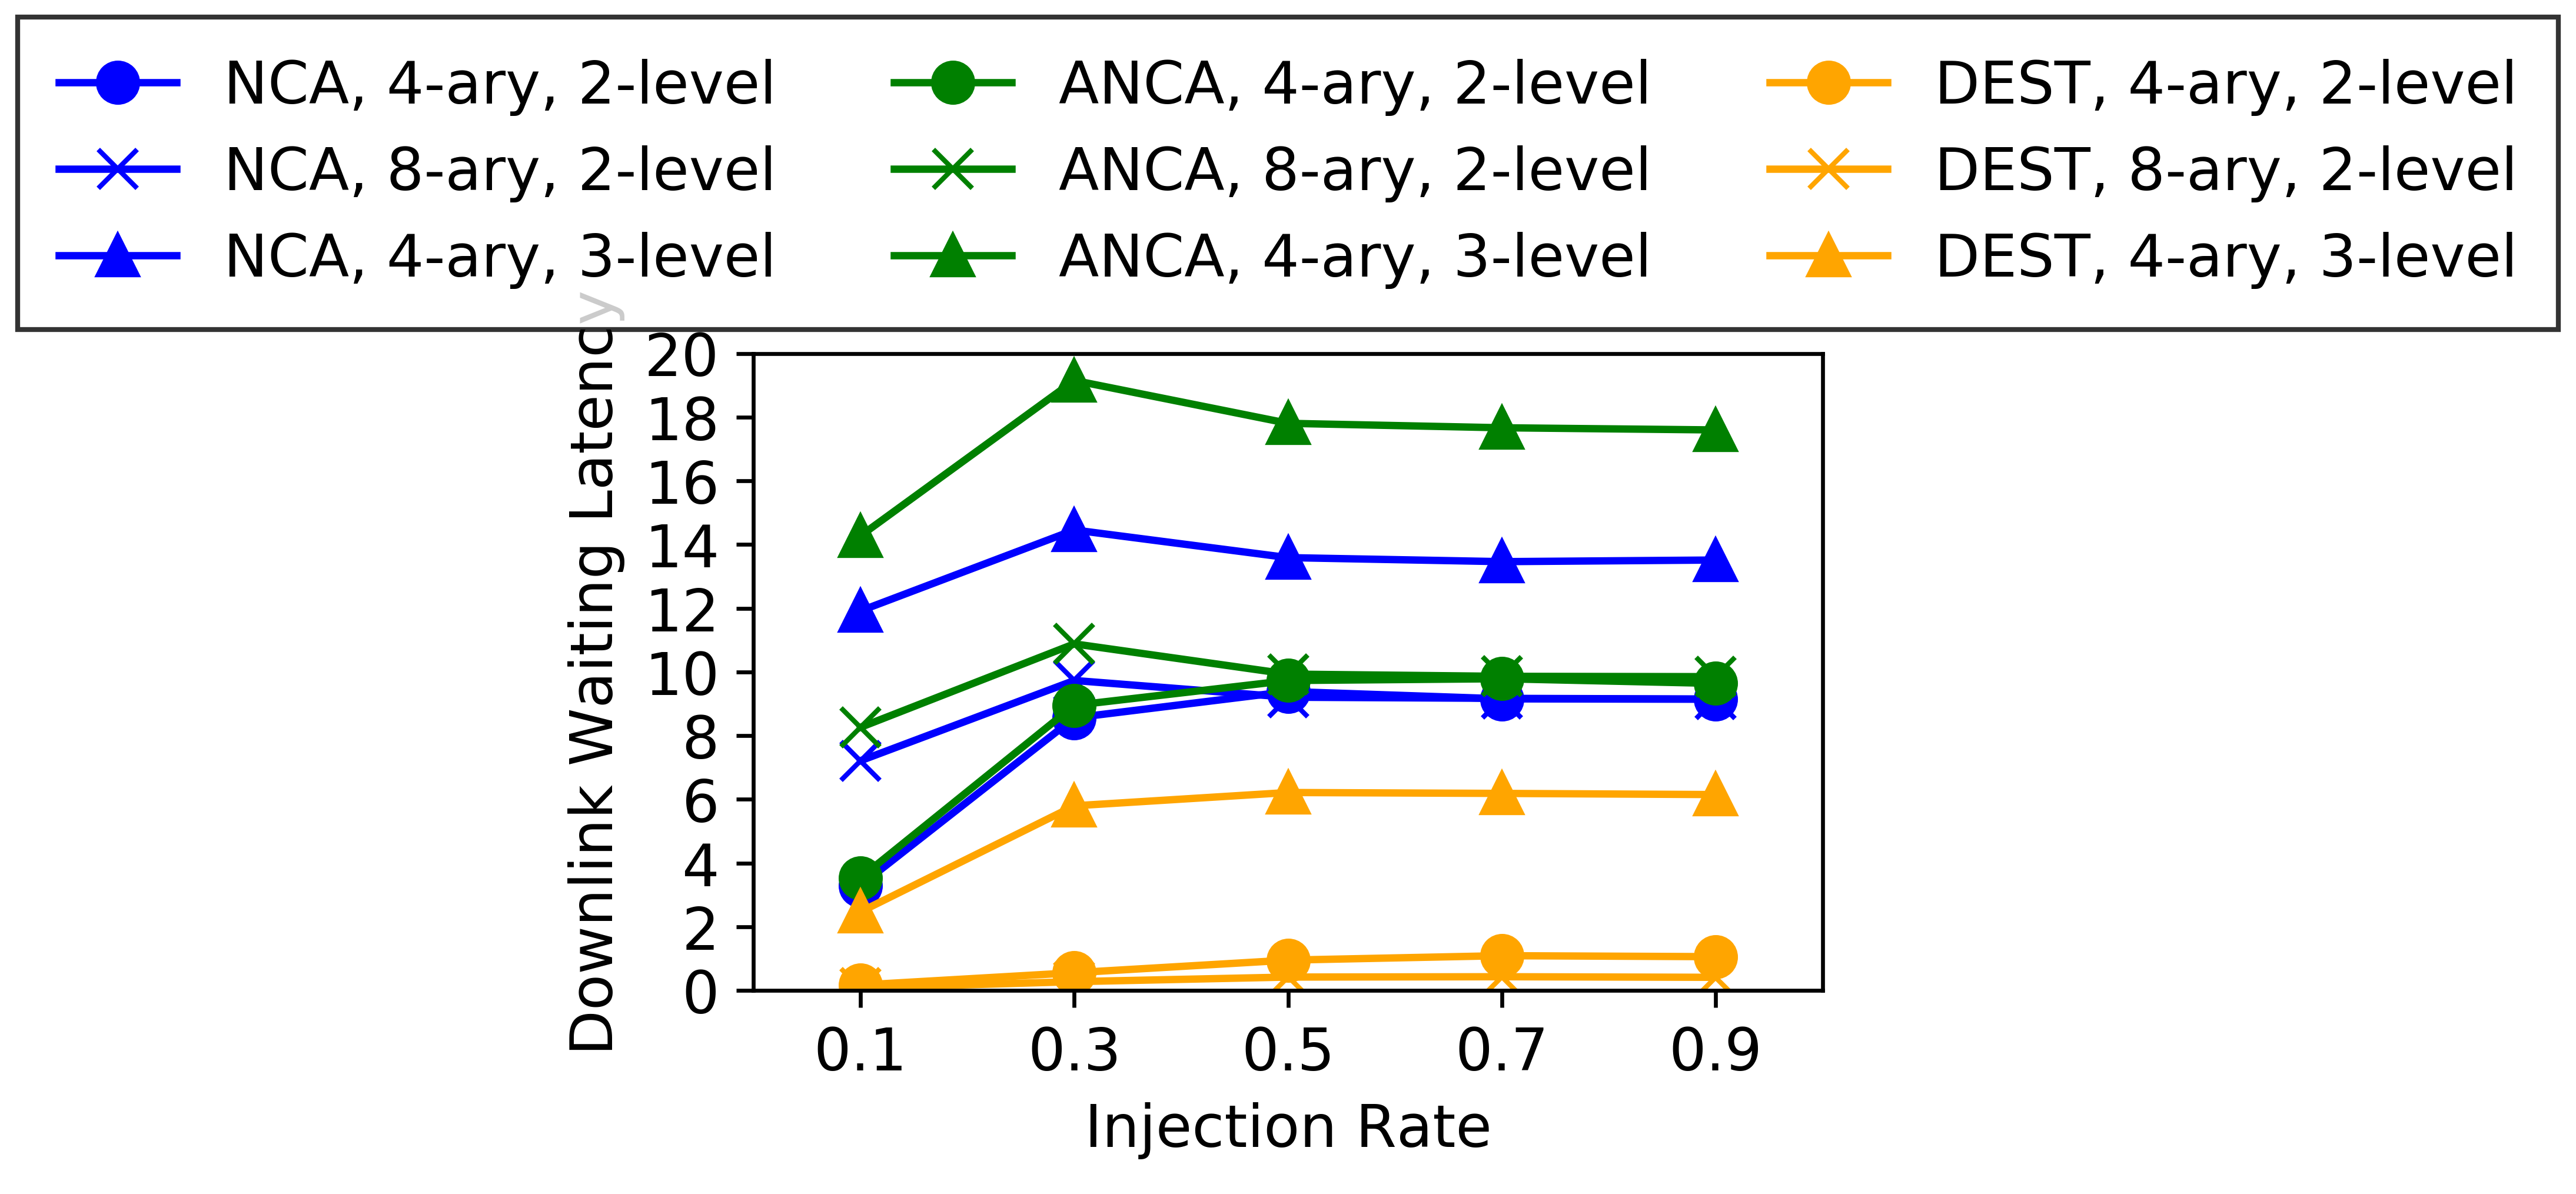 NCA, 4-ary, 2-level
NCA, 8-ary, 2-level
NCA, 4-ary, 3-level
ANCA, 4-ary, 2-level
ANCA, 8-ary, 2-level
ANCA, 4-ary, 3-level
DEST, 4-ary, 2-level
DEST, 8-ary, 2-level
DEST, 4-ary, 3-level
Downlink Waiting Latency
20
18
16
14
12
10
8
6
4
2
0
0.1 0.3 0.5 0.7 0.9
Injection Rate